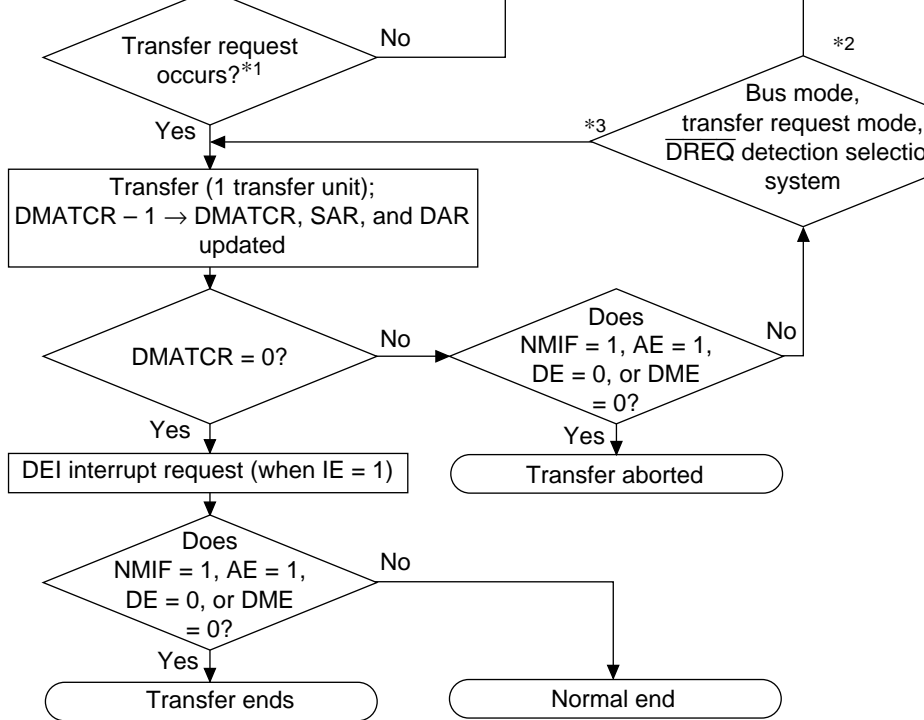 Transfer request
occurs?*1
No
Yes
*2
*3
Bus mode,
transfer request mode,
DREQ detection selectio
system
Transfer (1 transfer unit);
DMATCR – 1 → DMATCR, SAR, and DAR
updated
DMATCR = 0?
No
Yes
Does
NMIF = 1, AE = 1,
DE = 0, or DME
= 0?
No
Yes
Transfer aborted
DEI interrupt request (when IE = 1)
Does
NMIF = 1, AE = 1,
DE = 0, or DME
= 0?
No
Yes
Transfer ends
Normal end